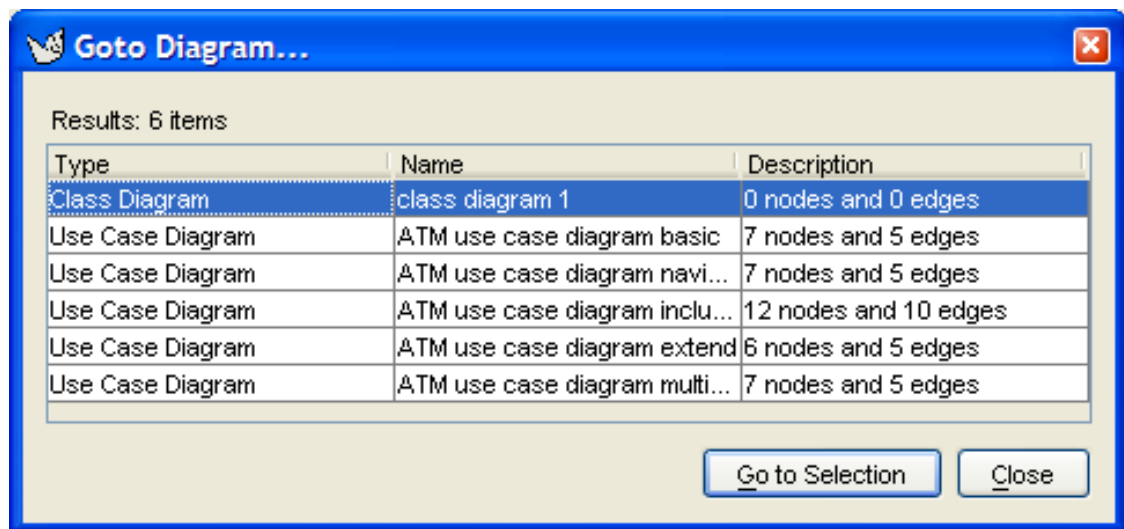 Goto Diagram...
Results: 6 items
Type Name Description
Class Diagram class diagram 1 0 nodes and 0 edges
Use Case Diagram ATM use case diagram basic 7 nodes and 5 edges
Use Case Diagram ATM use case diagram navi... 7 nodes and 5 edges
Use Case Diagram ATM use case diagram inclu... 12 nodes and 10 edges
Use Case Diagram ATM use case diagram extend 6 nodes and 5 edges
Use Case Diagram ATM use case diagram multi... 7 nodes and 5 edges
Go to Selection Close